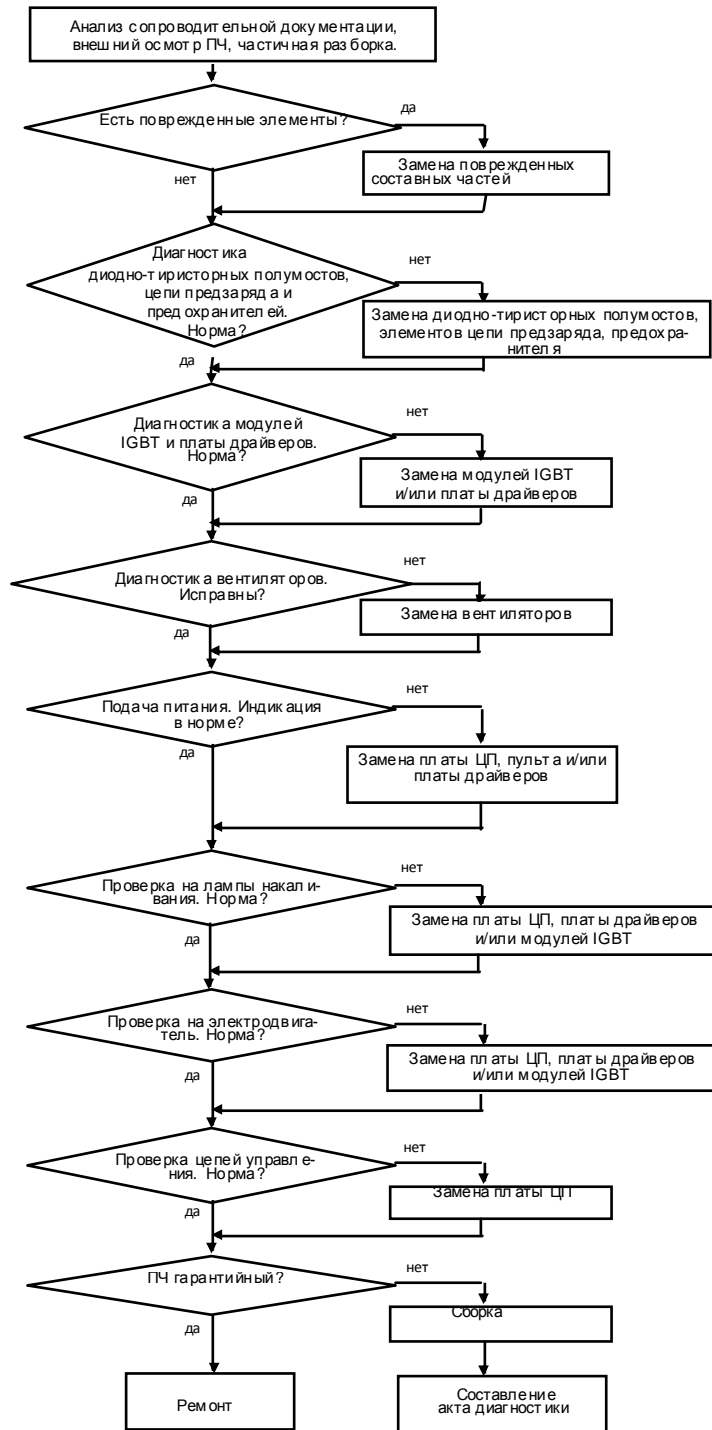 Анализ сопроводительной документации,
внешний осмотр ПЧ, частичная разборка.
Есть поврежденные элементы?
да
Замена поврежденных
составных частей
нет
Диагностика
диодно-тиристорных полумостов,
цепи предзаряда и
предохранителей.
Норма?
нет
Замена диодно-тиристорных полумостов,
элементов цепи предзаряда, предохра-
нителя
да
Диагностика модулей
IGBT и платы драйверов.
Норма?
нет
Замена модулей IGBT
и/или платы драйверов
да
Диагностика вентиляторов.
Исправны?
нет
Замена вентиляторов
да
Подача питания. Индикация
в норме?
нет
Замена платы ЦП, пульта и/или
платы драйверов
да
Проверка на лампы накали-
вания. Норма?
нет
Замена платы ЦП, платы драйверов
и/или модулей IGBT
да
Проверка на электродвига-
тель. Норма?
нет
Замена платы ЦП, платы драйверов
и/или модулей IGBT
да
Проверка цепей управле-
ния. Норма?
нет
Замена платы ЦП
да
ПЧ гарантийный?
нет
Сборка
да
Ремонт
Составление
акта диагностики